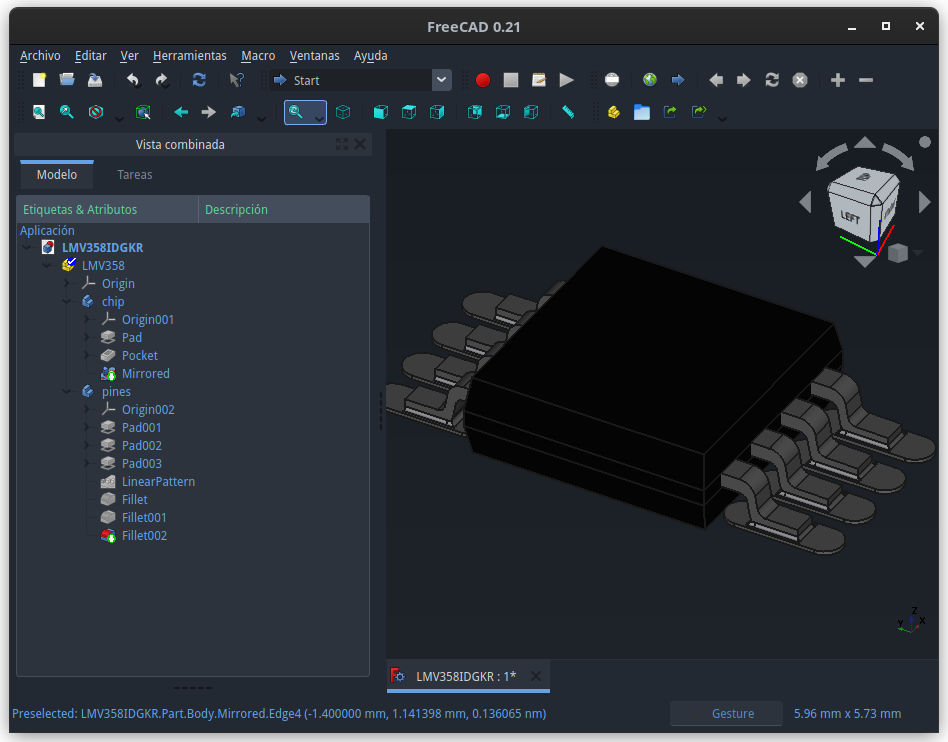 FreeCAD 0.21
Archivo Editar Ver Herramientas Macro Ventanas Ayuda
Start
Vista combinada
Modelo Tareas
Etiquetas & Atributos Descripción
Aplicación
LMV358IDGKR
LMV358
Origin
chip
Origin001
Pad
Pocket
Mirrored
pines
Origin002
Pad001
Pad002
Pad003
LinearPattern
Fillet
Fillet001
Fillet002
LEFT
Z
Y X
LMV358IDGKR : 1*
Preselected: LMV358IDGKR.Part.Body.Mirrored.Edge4 (-1.400000 mm, 1.141398 mm, 0.136065 nm)
Gesture 5.96 mm x 5.73 mm